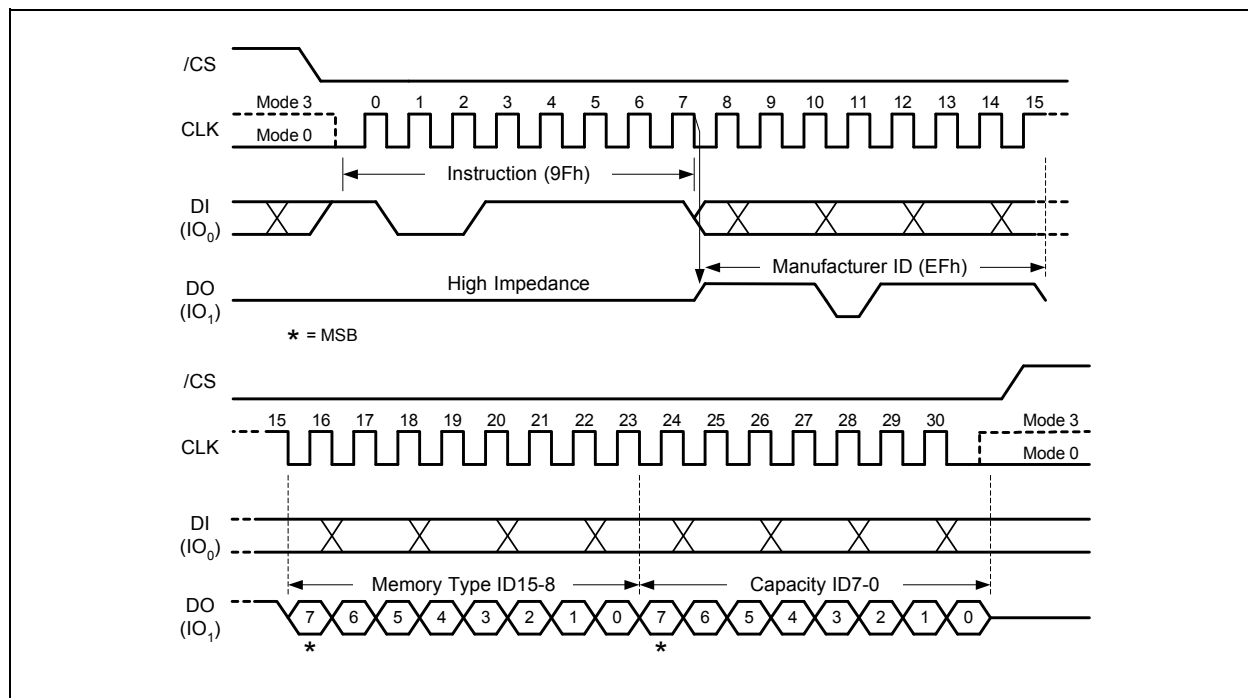 /CS
Mode 3 0 1 2 3 4 5 6 7 8 9 10 11 12 13 14 15
CLK
Mode 0
Instruction (9Fh)
DI
(IO0)
Manufacturer ID (EFh)
High Impedance
DO
(IO1)
* = MSB
/CS
15 16 17 18 19 20 21 22 23 24 25 26 27 28 29 30 Mode 3
CLK
Mode 0
DI
(IO0)
Memory Type ID15-8 Capacity ID7-0
DO
(IO1)
7 6 5 4 3 2 1 0 7 6 5 4 3 2 1 0
* *